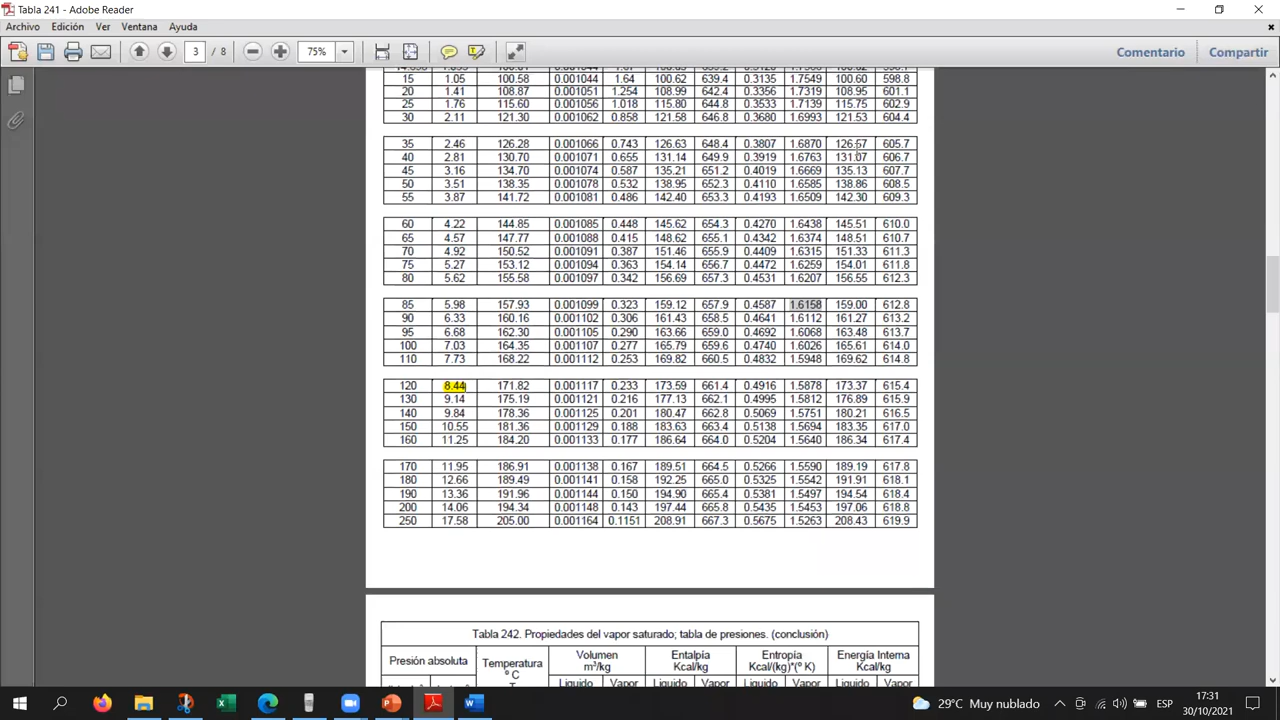 Tabla 241 - Adobe Reader
Archivo Edición Ver Ventana Ayuda
3 / 8 75% Comentario Compartir
15 1.05 100.58 0.001044 1.64 100.62 639.4 0.3135 1.7549 100.60 598.8
20 1.41 108.87 0.001051 1.254 108.99 642.4 0.3356 1.7319 108.95 601.1
25 1.76 115.60 0.001056 1.018 115.80 644.8 0.3533 1.7139 115.75 602.9
30 2.11 121.30 0.001062 0.858 121.58 646.8 0.3680 1.6993 121.53 604.4
35 2.46 126.28 0.001066 0.743 126.63 648.4 0.3807 1.6870 126.57 605.7
40 2.81 130.70 0.001071 0.655 131.14 649.9 0.3919 1.6763 131.07 606.7
45 3.16 134.70 0.001074 0.587 135.21 651.2 0.4019 1.6669 135.13 607.7
50 3.51 138.35 0.001078 0.532 138.95 652.3 0.4110 1.6585 138.86 608.5
55 3.87 141.72 0.001081 0.486 142.40 653.3 0.4193 1.6509 142.30 609.3
60 4.22 144.85 0.001085 0.448 145.62 654.3 0.4270 1.6438 145.51 610.0
65 4.57 147.77 0.001088 0.415 148.62 655.1 0.4342 1.6374 148.51 610.7
70 4.92 150.52 0.001091 0.387 151.46 655.9 0.4409 1.6315 151.33 611.3
75 5.27 153.12 0.001094 0.363 154.14 656.7 0.4472 1.6259 154.01 611.8
80 5.62 155.58 0.001097 0.342 156.69 657.3 0.4531 1.6207 156.55 612.3
85 5.98 157.93 0.001099 0.323 159.12 657.9 0.4587 1.6158 159.00 612.8
90 6.33 160.16 0.001102 0.306 161.43 658.5 0.4641 1.6112 161.27 613.2
95 6.68 162.30 0.001105 0.290 163.66 659.0 0.4692 1.6068 163.48 613.7
100 7.03 164.35 0.001107 0.277 165.79 659.6 0.4740 1.6026 165.61 614.0
110 7.73 168.22 0.001112 0.253 169.82 660.5 0.4832 1.5948 169.62 614.8
120 8.44 171.82 0.001117 0.233 173.59 661.4 0.4916 1.5878 173.37 615.4
130 9.14 175.19 0.001121 0.216 177.13 662.1 0.4995 1.5812 176.89 615.9
140 9.84 178.36 0.001125 0.201 180.47 662.8 0.5069 1.5751 180.21 616.5
150 10.55 181.36 0.001129 0.188 183.63 663.4 0.5138 1.5694 183.35 617.0
160 11.25 184.20 0.001133 0.177 186.64 664.0 0.5204 1.5640 186.34 617.4
170 11.95 186.91 0.001138 0.167 189.51 664.5 0.5266 1.5590 189.19 617.8
180 12.66 189.49 0.001141 0.158 192.25 665.0 0.5325 1.5542 191.91 618.1
190 13.36 191.96 0.001144 0.150 194.90 665.4 0.5381 1.5497 194.54 618.4
200 14.06 194.34 0.001148 0.143 197.44 665.8 0.5435 1.5453 197.06 618.8
250 17.58 205.00 0.001164 0.1151 208.91 667.3 0.5675 1.5263 208.43 619.9
Tabla 242. Propiedades del vapor saturado; tabla de presiones. (conclusión)
Presión absoluta Temperatura º C T Volumen m³/kg Entalpía Kcal/kg Entropía Kcal/(kg)*(º K) Energía Interna Kcal/kg
Liquido Vapor Liquido Vapor Liquido Vapor Liquido Vapor
29°C Muy nublado ESP 17:31
30/10/2021